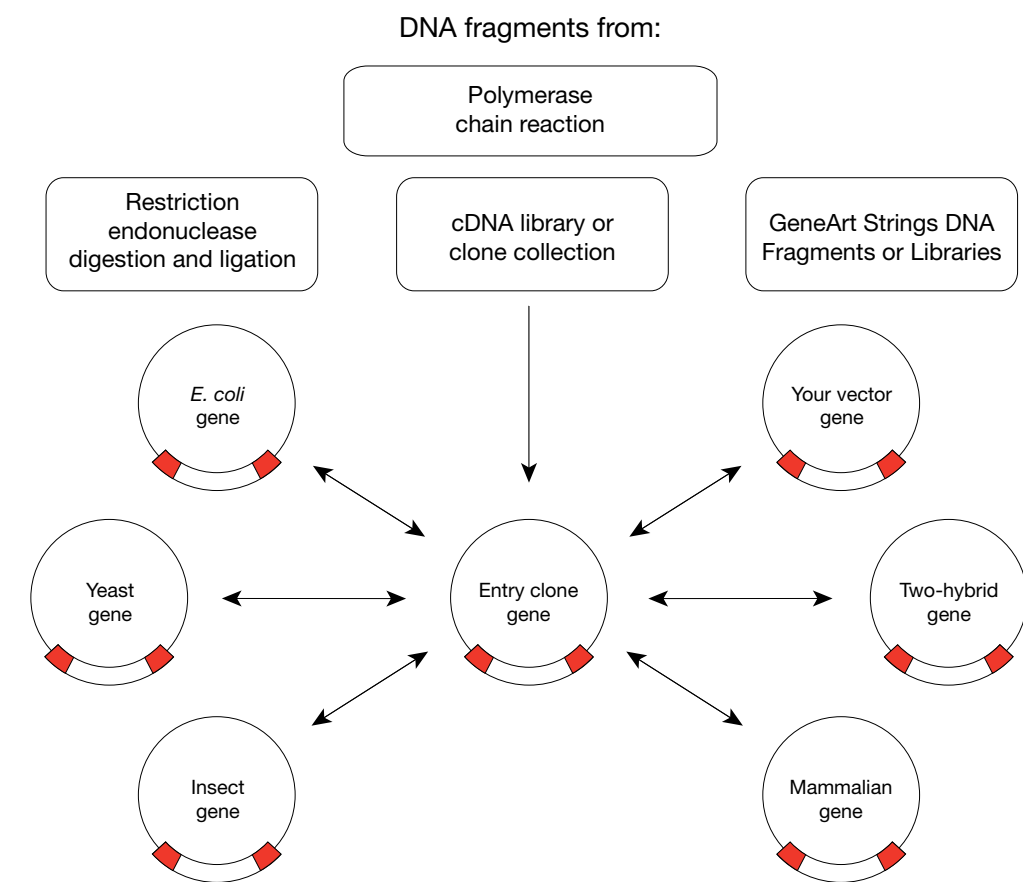 DNA fragments from:
Polymerase
chain reaction
Restriction
endonuclease
digestion and ligation
cDNA library or
clone collection
GeneArt Strings DNA
Fragments or Libraries
E. coli
gene
Your vector
gene
Yeast
gene
Entry clone
gene
Two-hybrid
gene
Insect
gene
Mammalian
gene